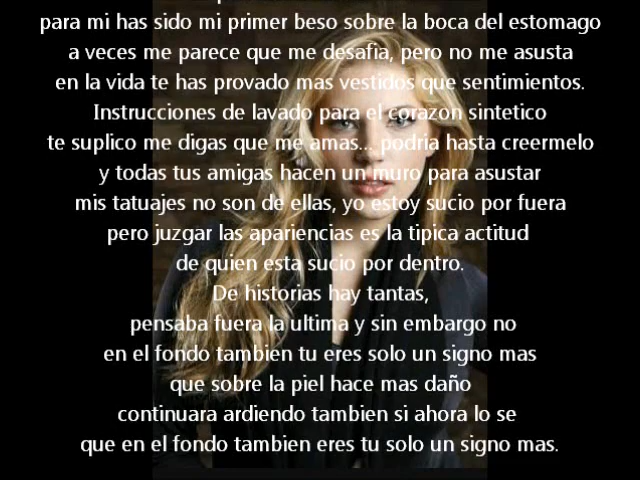 para mi has sido mi primer beso sobre la boca del estomago
a veces me parece que me desafia, pero no me asusta
en la vida te has provado mas vestidos que sentimientos.
Instrucciones de lavado para el corazon sintetico
te suplico me digas que me amas... podria hasta creermelo
y todas tus amigas hacen un muro para asustar
mis tatuajes no son de ellas, yo estoy sucio por fuera
pero juzgar las apariencias es la tipica actitud
de quien esta sucio por dentro.
De historias hay tantas,
pensaba fuera la ultima y sin embargo no
en el fondo tambien tu eres solo un signo mas
que sobre la piel hace mas daño
continuara ardiendo tambien si ahora lo se
que en el fondo tambien eres tu solo un signo mas.